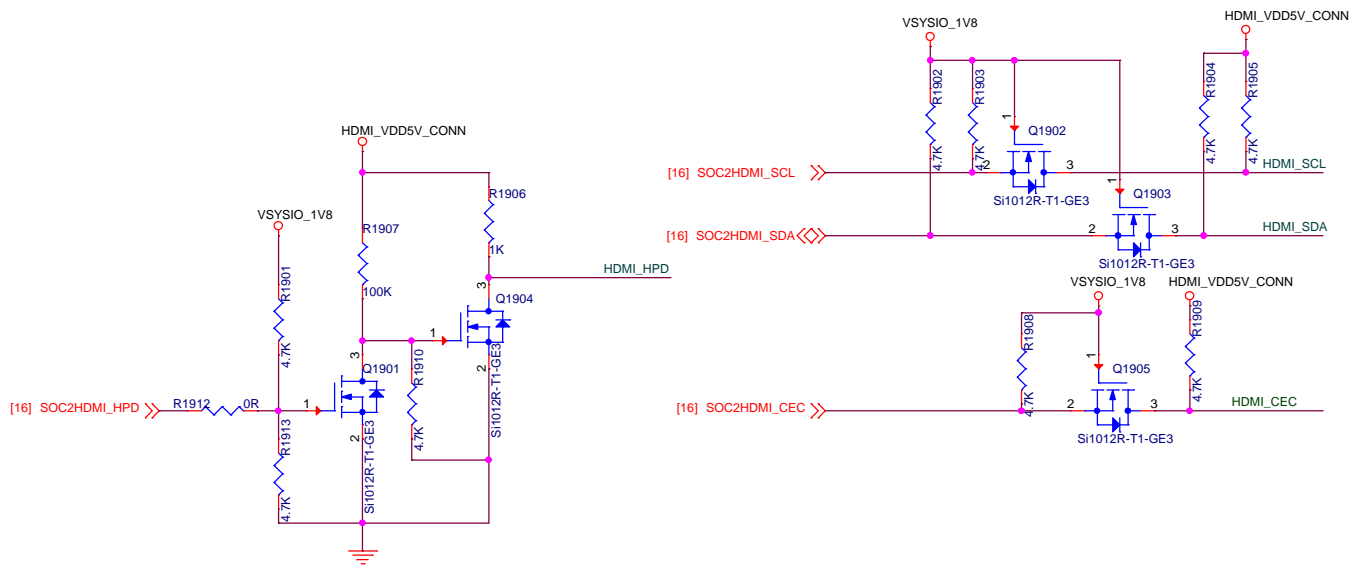 HDMI_VDD5V_CONN
VSYSIO_1V8
R1901
4.7K
R1907
100K
R1906
1K
HDMI_HPD
3
Q1904
1
2
Si1012R-T1-GE3
R1910
4.7K
3
Q1901
1
2
Si1012R-T1-GE3
[16] SOC2HDMI_HPD
R1912
0R
R1913
4.7K
VSYSIO_1V8
HDMI_VDD5V_CONN
R1902
4.7K
R1903
4.7K
R1904
4.7K
R1905
4.7K
1
Q1902
[16] SOC2HDMI_SCL
2
3
HDMI_SCL
Si1012R-T1-GE3
1
Q1903
[16] SOC2HDMI_SDA
2
3
HDMI_SDA
Si1012R-T1-GE3
VSYSIO_1V8
HDMI_VDD5V_CONN
R1908
4.7K
R1909
4.7K
1
Q1905
[16] SOC2HDMI_CEC
2
3
HDMI_CEC
Si1012R-T1-GE3